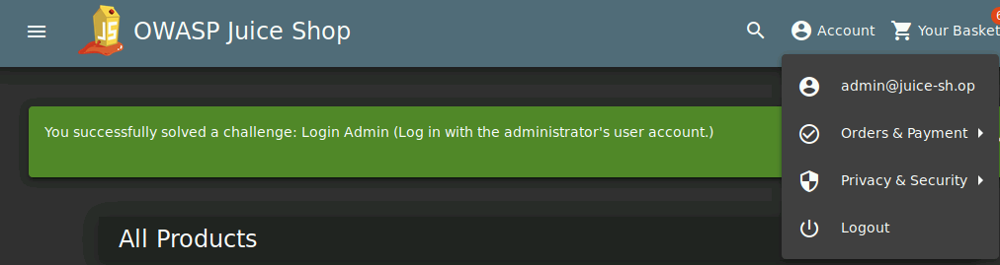 OWASP Juice Shop
Account
Your Basket
6
admin@juice-sh.op
You successfully solved a challenge: Login Admin (Log in with the administrator's user account.)
Orders & Payment
Privacy & Security
Logout
All Products